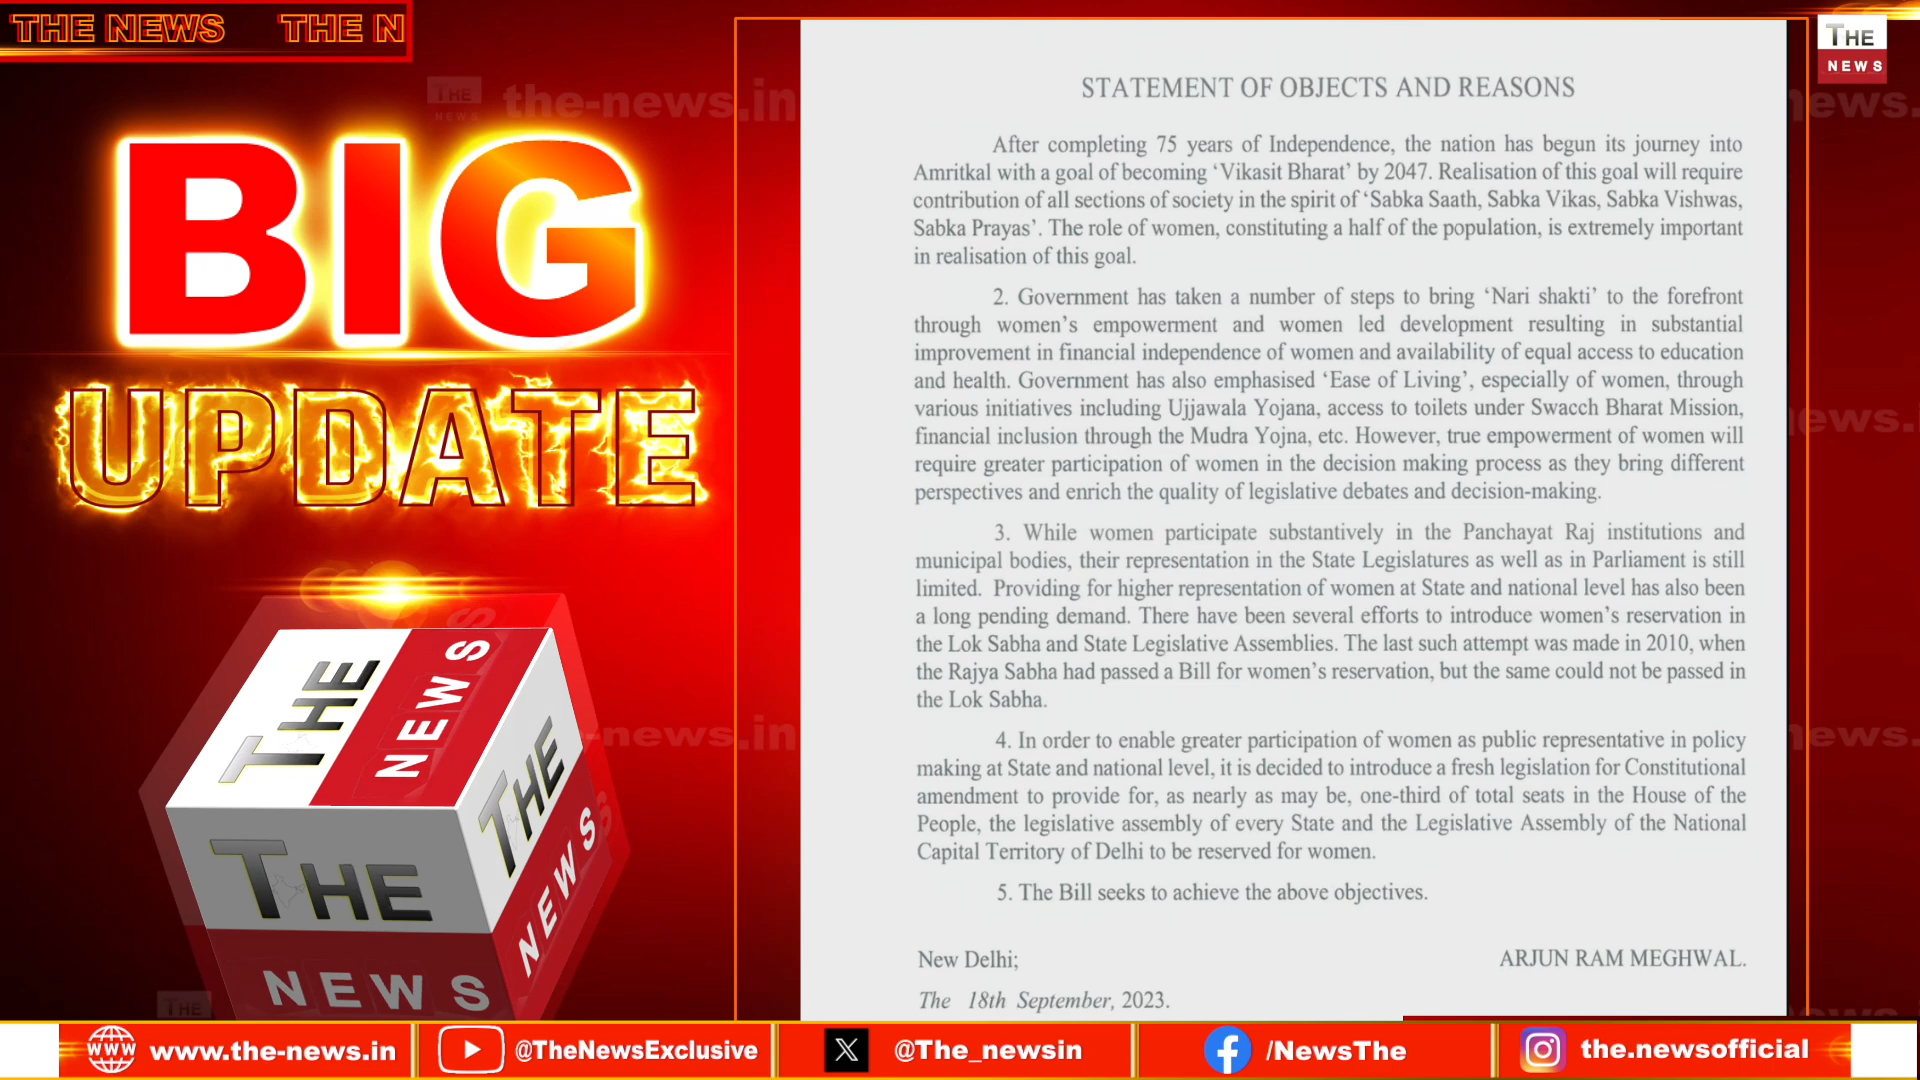 THE NEWS THE N
THE
NEWS
the-news.in
BIG
UPDATE
THE
NEWS
THE
NEWS
THE
NEWS
STATEMENT OF OBJECTS AND REASONS
After completing 75 years of Independence, the nation has begun its journey into
Amritkal with a goal of becoming ‘Vikasit Bharat’ by 2047. Realisation of this goal will require
contribution of all sections of society in the spirit of ‘Sabka Saath, Sabka Vikas, Sabka Vishwas,
Sabka Prayas’. The role of women, constituting a half of the population, is extremely important
in realisation of this goal.
2. Government has taken a number of steps to bring ‘Nari shakti’ to the forefront
through women’s empowerment and women led development resulting in substantial
improvement in financial independence of women and availability of equal access to education
and health. Government has also emphasised ‘Ease of Living’, especially of women, through
various initiatives including Ujjawala Yojana, access to toilets under Swacch Bharat Mission,
financial inclusion through the Mudra Yojna, etc. However, true empowerment of women will
require greater participation of women in the decision making process as they bring different
perspectives and enrich the quality of legislative debates and decision-making.
3. While women participate substantively in the Panchayat Raj institutions and
municipal bodies, their representation in the State Legislatures as well as in Parliament is still
limited. Providing for higher representation of women at State and national level has also been
a long pending demand. There have been several efforts to introduce women’s reservation in
the Lok Sabha and State Legislative Assemblies. The last such attempt was made in 2010, when
the Rajya Sabha had passed a Bill for women’s reservation, but the same could not be passed in
the Lok Sabha.
4. In order to enable greater participation of women as public representative in policy
making at State and national level, it is decided to introduce a fresh legislation for Constitutional
amendment to provide for, as nearly as may be, one-third of total seats in the House of the
People, the legislative assembly of every State and the Legislative Assembly of the National
Capital Territory of Delhi to be reserved for women.
5. The Bill seeks to achieve the above objectives.
New Delhi; ARJUN RAM MEGHWAL.
The 18th September, 2023.
THE
NEWS
www www.the-news.in @TheNewsExclusive @The_newsin /NewsThe the.newsofficial